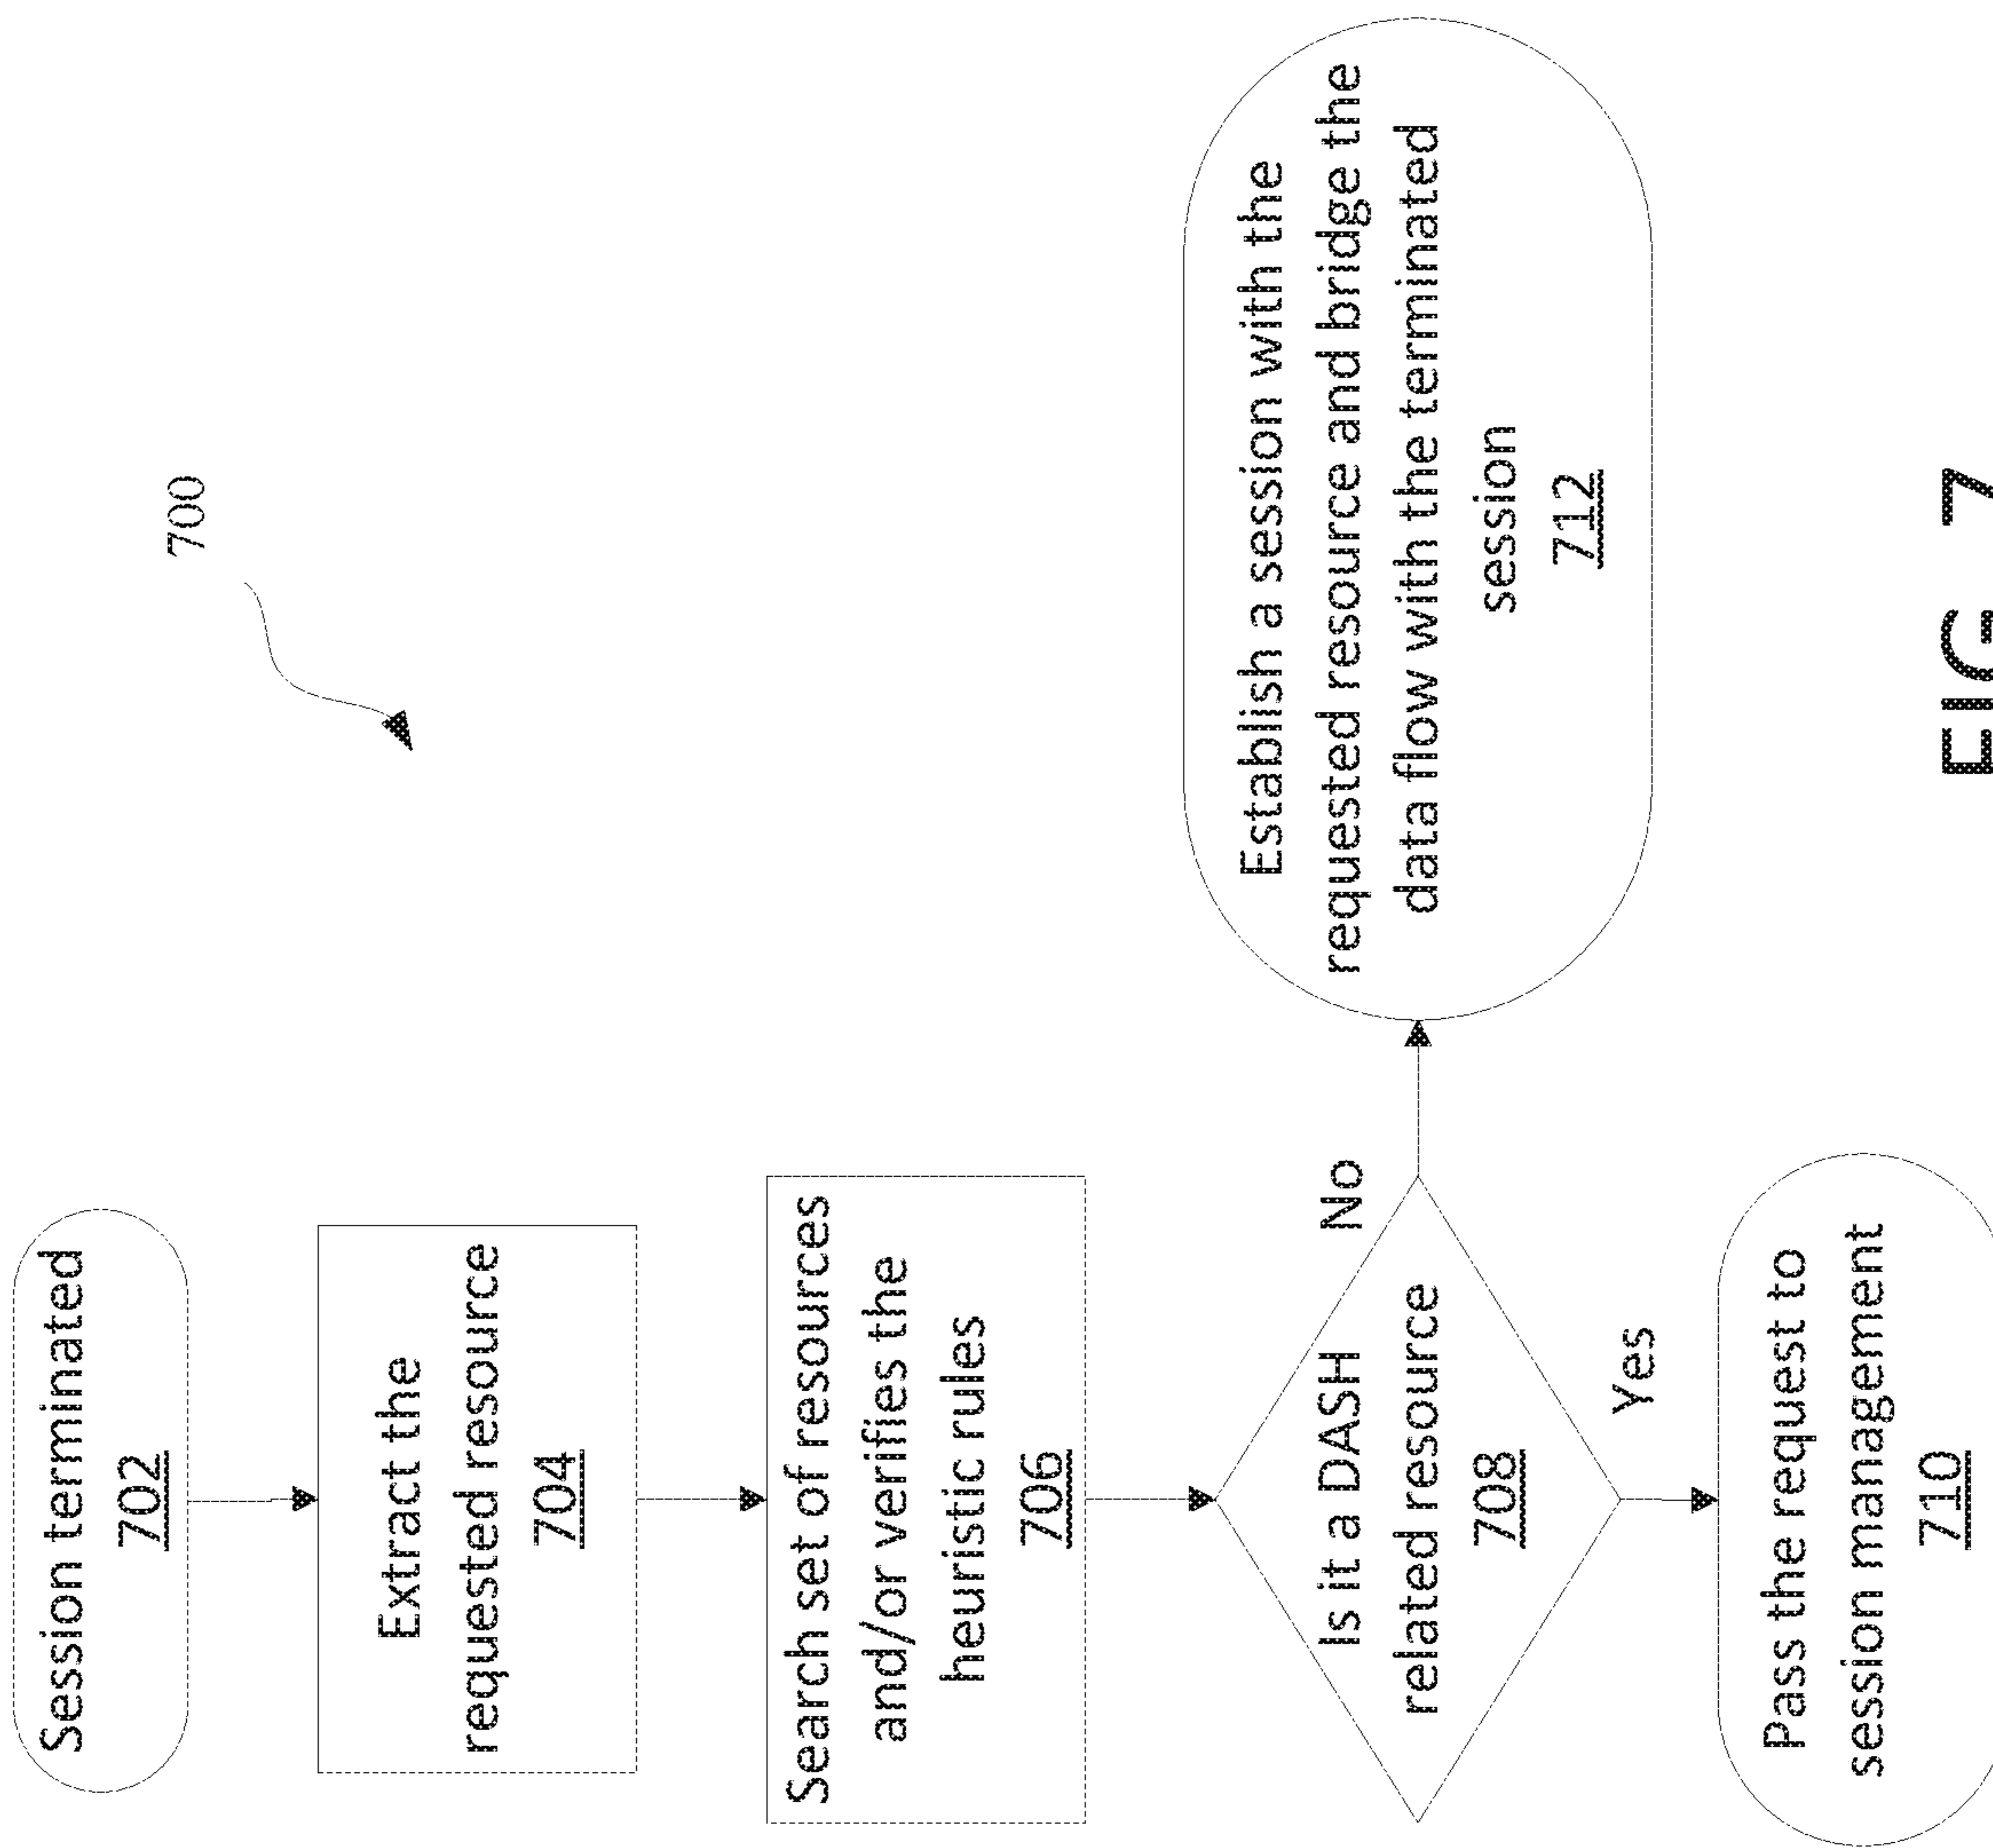 700
Session terminated
702
Extract the
requested resource
704
Search set of resources
and/or verifies the
heuristic rules
706
Is it a DASH
related resource
708
No
Yes
Establish a session with the
requested resource and bridge the
data flow with the terminated
session
712
Pass the request to
session management
710
FIG. 7